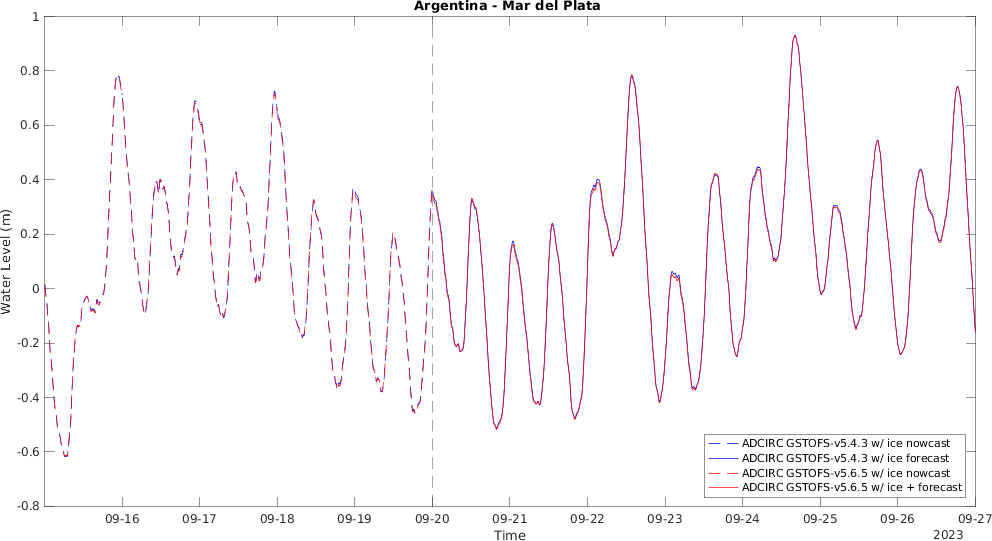 Argentina - Mar del Plata
Water Level (m)
1
0.8
0.6
0.4
0.2
0
-0.2
-0.4
-0.6
-0.8
09-16 09-17 09-18 09-19 09-20 09-21 09-22 09-23 09-24 09-25 09-26 09-27
Time
2023
ADCIRC GSTOFS-v5.4.3 w/ ice nowcast
ADCIRC GSTOFS-v5.4.3 w/ ice forecast
ADCIRC GSTOFS-v5.6.5 w/ ice nowcast
ADCIRC GSTOFS-v5.6.5 w/ ice + forecast